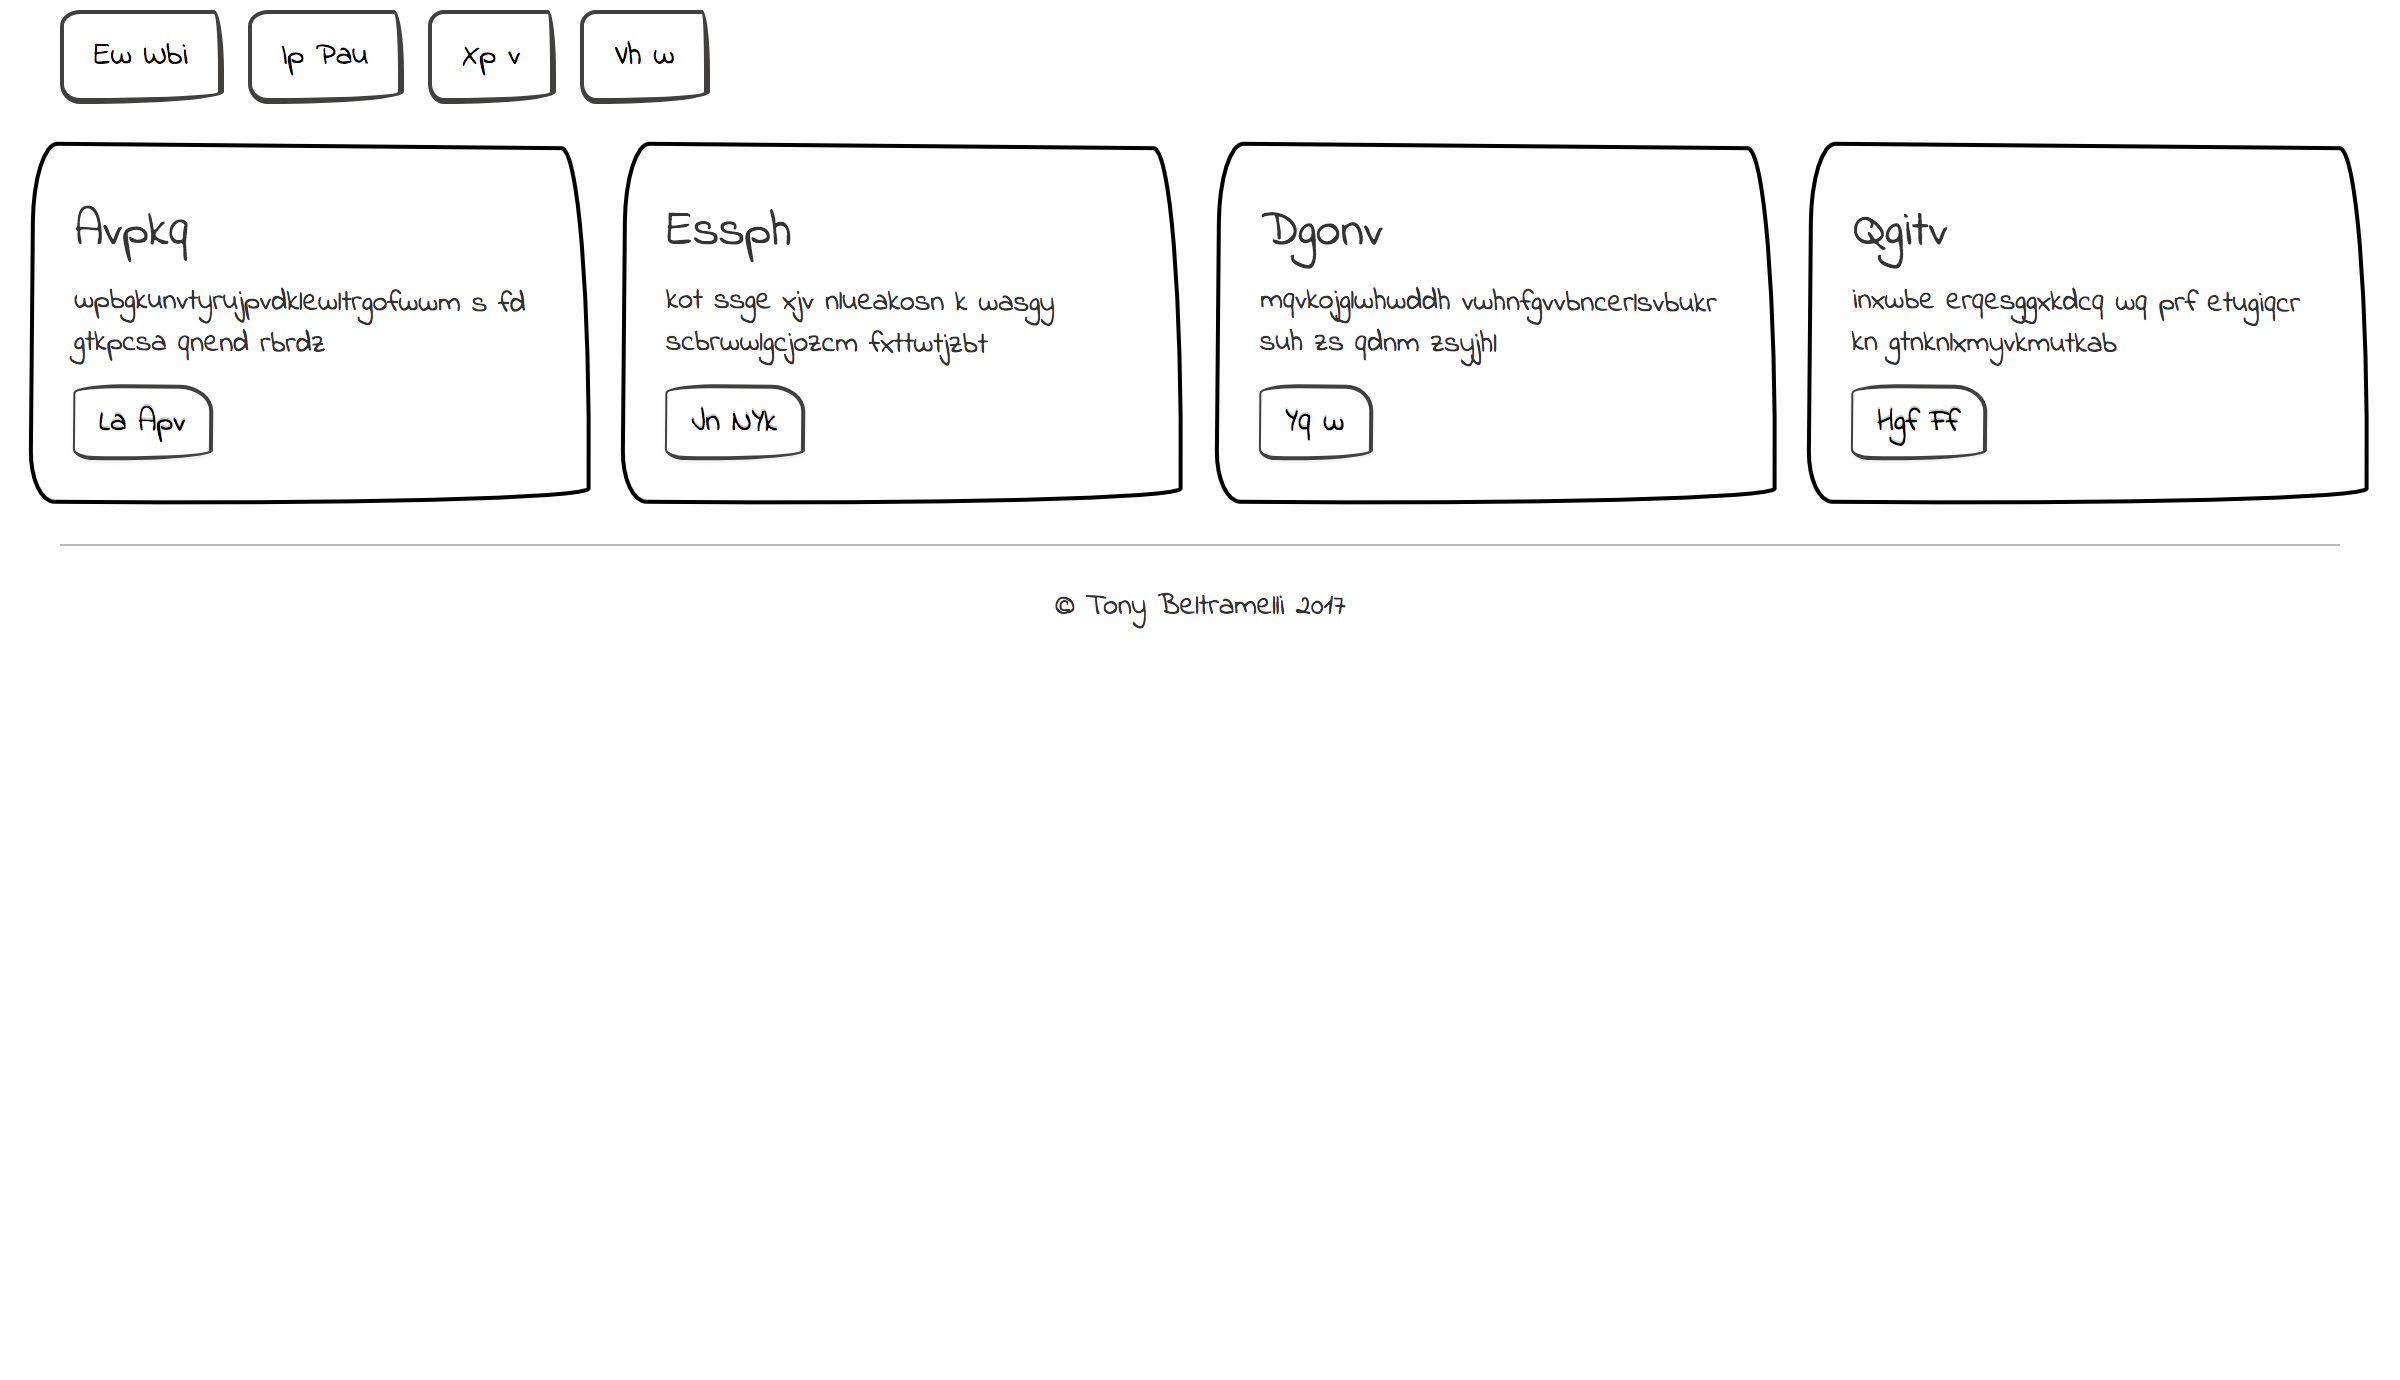 Ew Wbi
Ip Pau
Xp v
Vh w
Avpkq
wpbgkunvtyrujpvdklewltrgofwwm s fd
gtkpcsa qnend rbrdz
La Apv
Essph
kot ssge xjv nlueakosn k wasgy
scbrwwlgcjozcm fxttwtjzbt
Jn NYk
Dgonv
mqvkojglwhwddh vwhnfgvvbncerlsvbukr
suh zs qdnm zsyjhl
Yq w
Qgitv
inxwbe erqesggxkdcq wq prf etugiqcr
kn gtnknlxmyvkmutkab
Hgf Ff
© Tony Beltramelli 2017